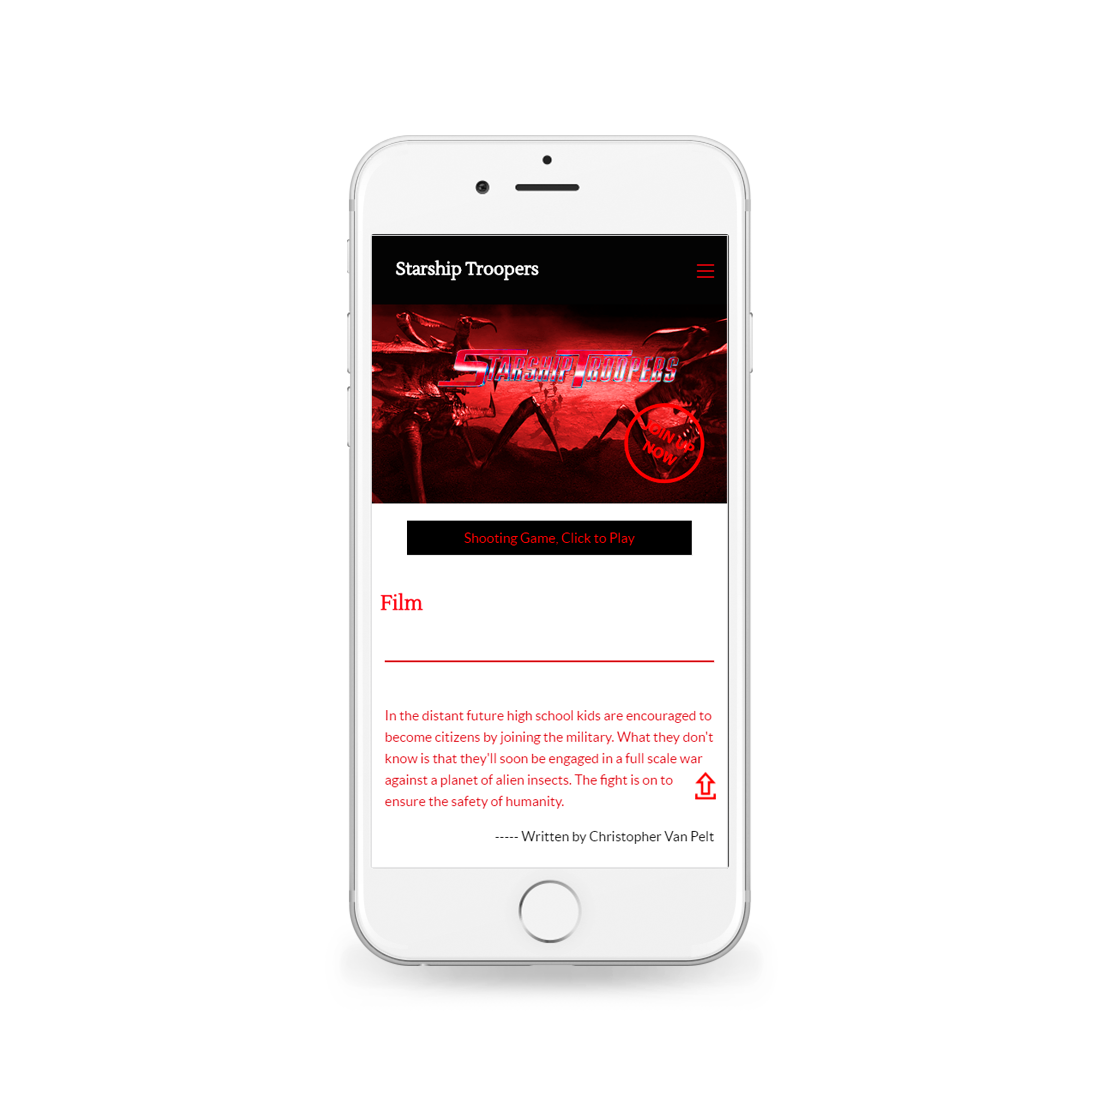 Starship Troopers
STARSHIP TROOPERS
JOIN UP
NOW
Shooting Game. Click to Play
Film
In the distant future high school kids are encouraged to
become citizens by joining the military. What they don't
know is that they'll soon be engaged in a full scale war
against a planet of alien insects. The fight is on to
ensure the safety of humanity.
----- Written by Christopher Van Pelt